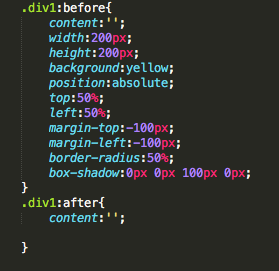 .div1:before{
content:'';
width:200px;
height:200px;
background:yellow;
position:absolute;
top:50%;
left:50%;
margin-top:-100px;
margin-left:-100px;
border-radius:50%;
box-shadow:0px 0px 100px 0px;
}
.div1:after{
content:'';
}